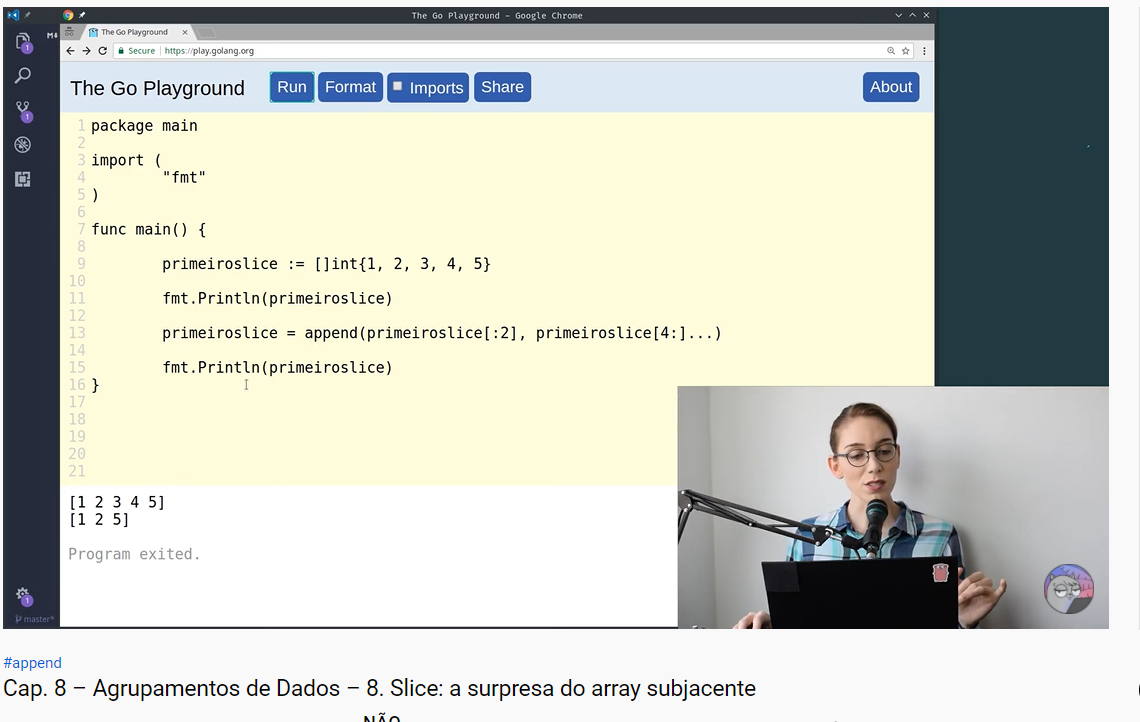 The Go Playground - Google Chrome
The Go Playground
Secure https://play.golang.org
The Go Playground Run Format Imports Share About
1 package main
2
3 import (
4 "fmt"
5 )
6
7 func main() {
8
9 primeiroslice := []int{1, 2, 3, 4, 5}
10
11 fmt.Println(primeiroslice)
12
13 primeiroslice = append(primeiroslice[:2], primeiroslice[4:]...)
14
15 fmt.Println(primeiroslice)
16 }
17
18
19
20
21
[1 2 3 4 5]
[1 2 5]
Program exited.
1
1
1
master*
#append
Cap. 8 – Agrupamentos de Dados – 8. Slice: a surpresa do array subjacente
NÃO